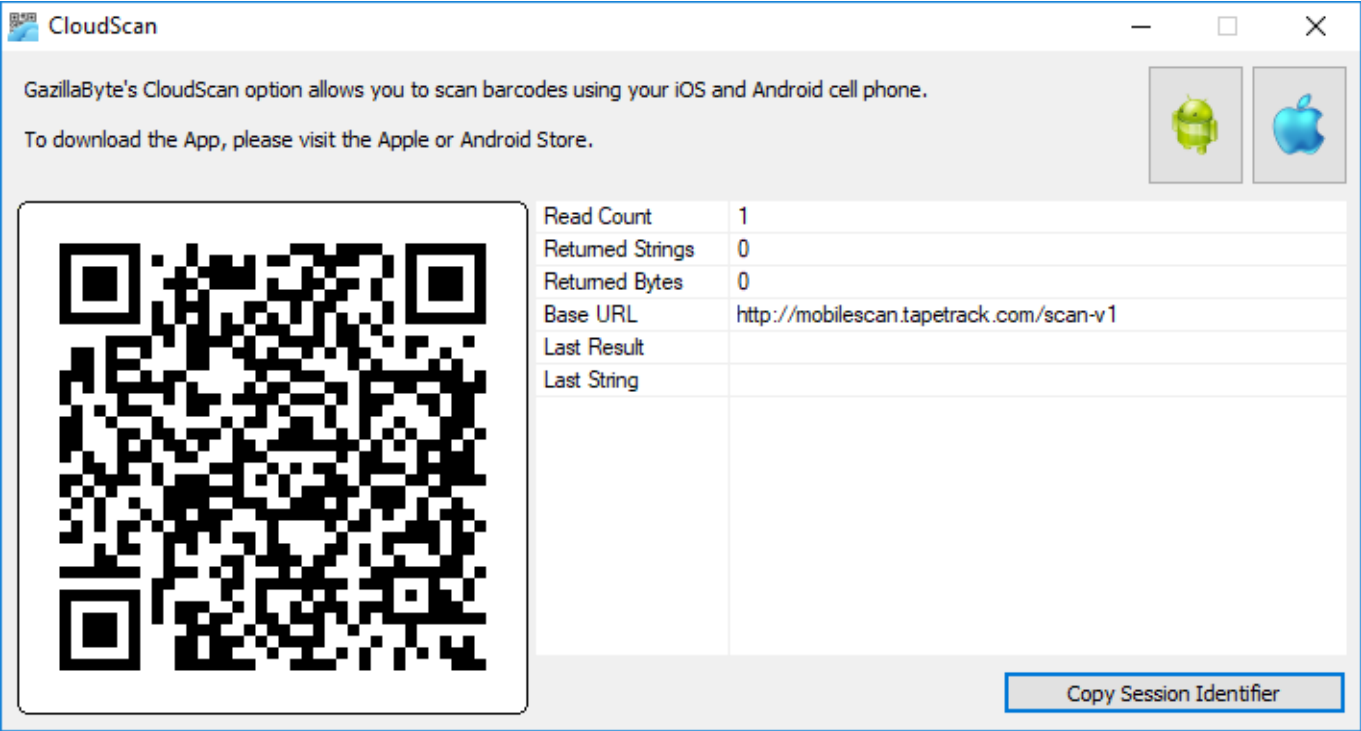 CloudScan
GazillaByte's CloudScan option allows you to scan barcodes using your iOS and Android cell phone.
To download the App, please visit the Apple or Android Store.
Read Count 1
Returned Strings 0
Returned Bytes 0
Base URL http://mobilescan.tapetrack.com/scan-v1
Last Result
Last String
Copy Session Identifier